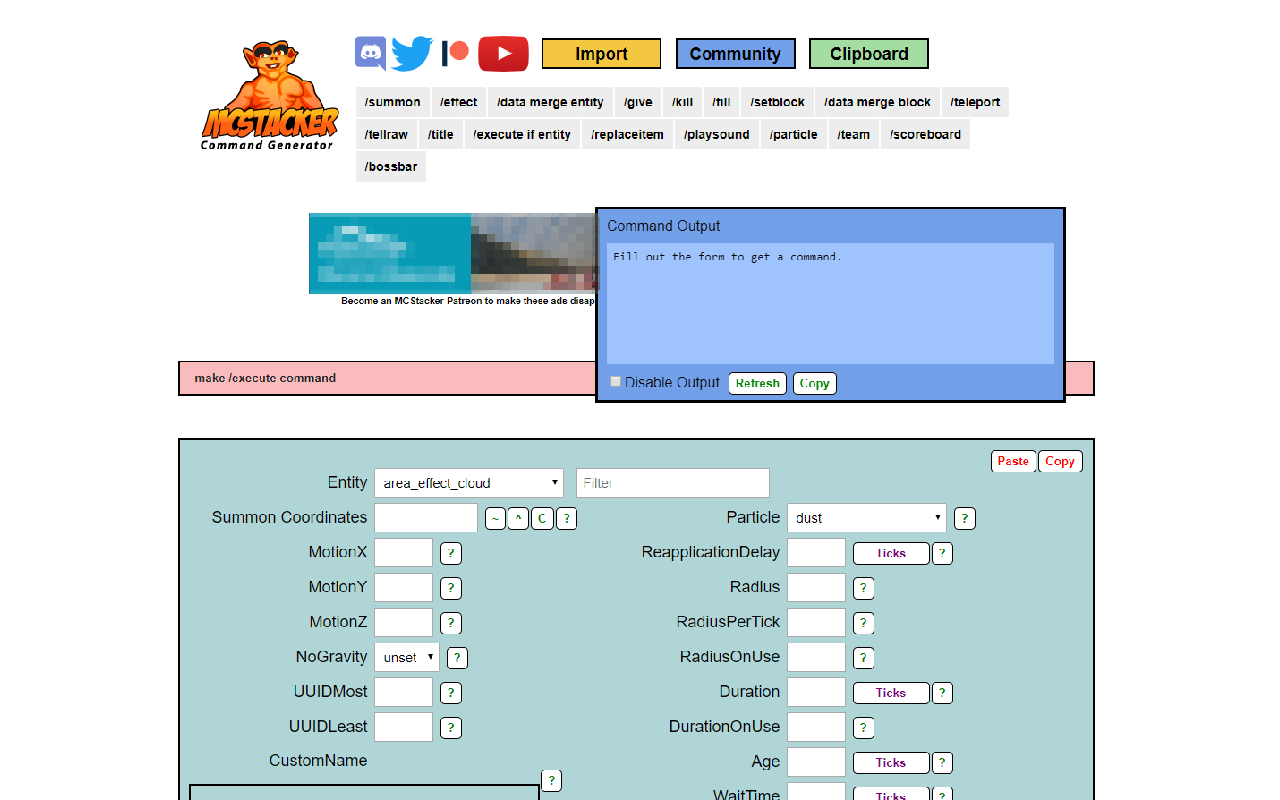 MCSTACKER
Command Generator
Import Community Clipboard
/summon /effect /data merge entity /give /kill /fill /setblock /data merge block /teleport
/tellraw /title /execute if entity /replaceitem /playsound /particle /team /scoreboard
/bossbar
Become an MCStacker Patreon to make these ads disap
Command Output
Fill out the form to get a command.
Disable Output Refresh Copy
make /execute command
Paste Copy
Entity area_effect_cloud Filter
Summon Coordinates ~ ^ C ? Particle dust ?
MotionX ? ReapplicationDelay Ticks ?
MotionY ? Radius ?
MotionZ ? RadiusPerTick ?
NoGravity unset ? RadiusOnUse ?
UUIDMost ? Duration Ticks ?
UUIDLeast ? DurationOnUse ?
CustomName ? Age Ticks ?
WaitTime Ticks ?